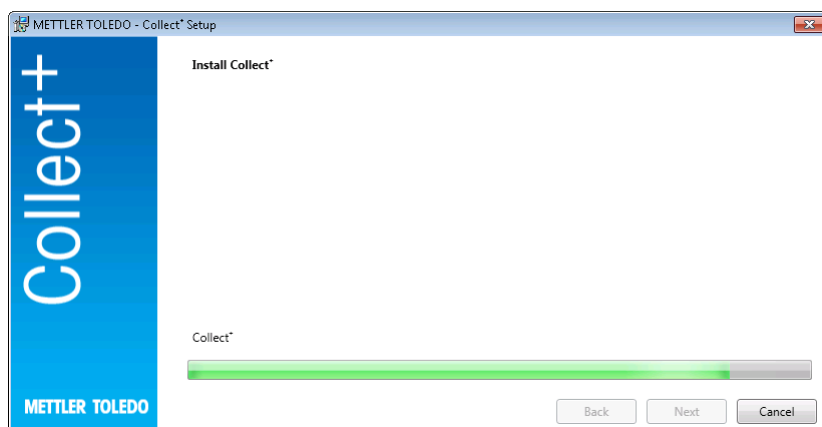 METTLER TOLEDO - Collect⁺ Setup
Install Collect⁺
Collect+
Collect⁺
METTLER TOLEDO
Back
Next
Cancel